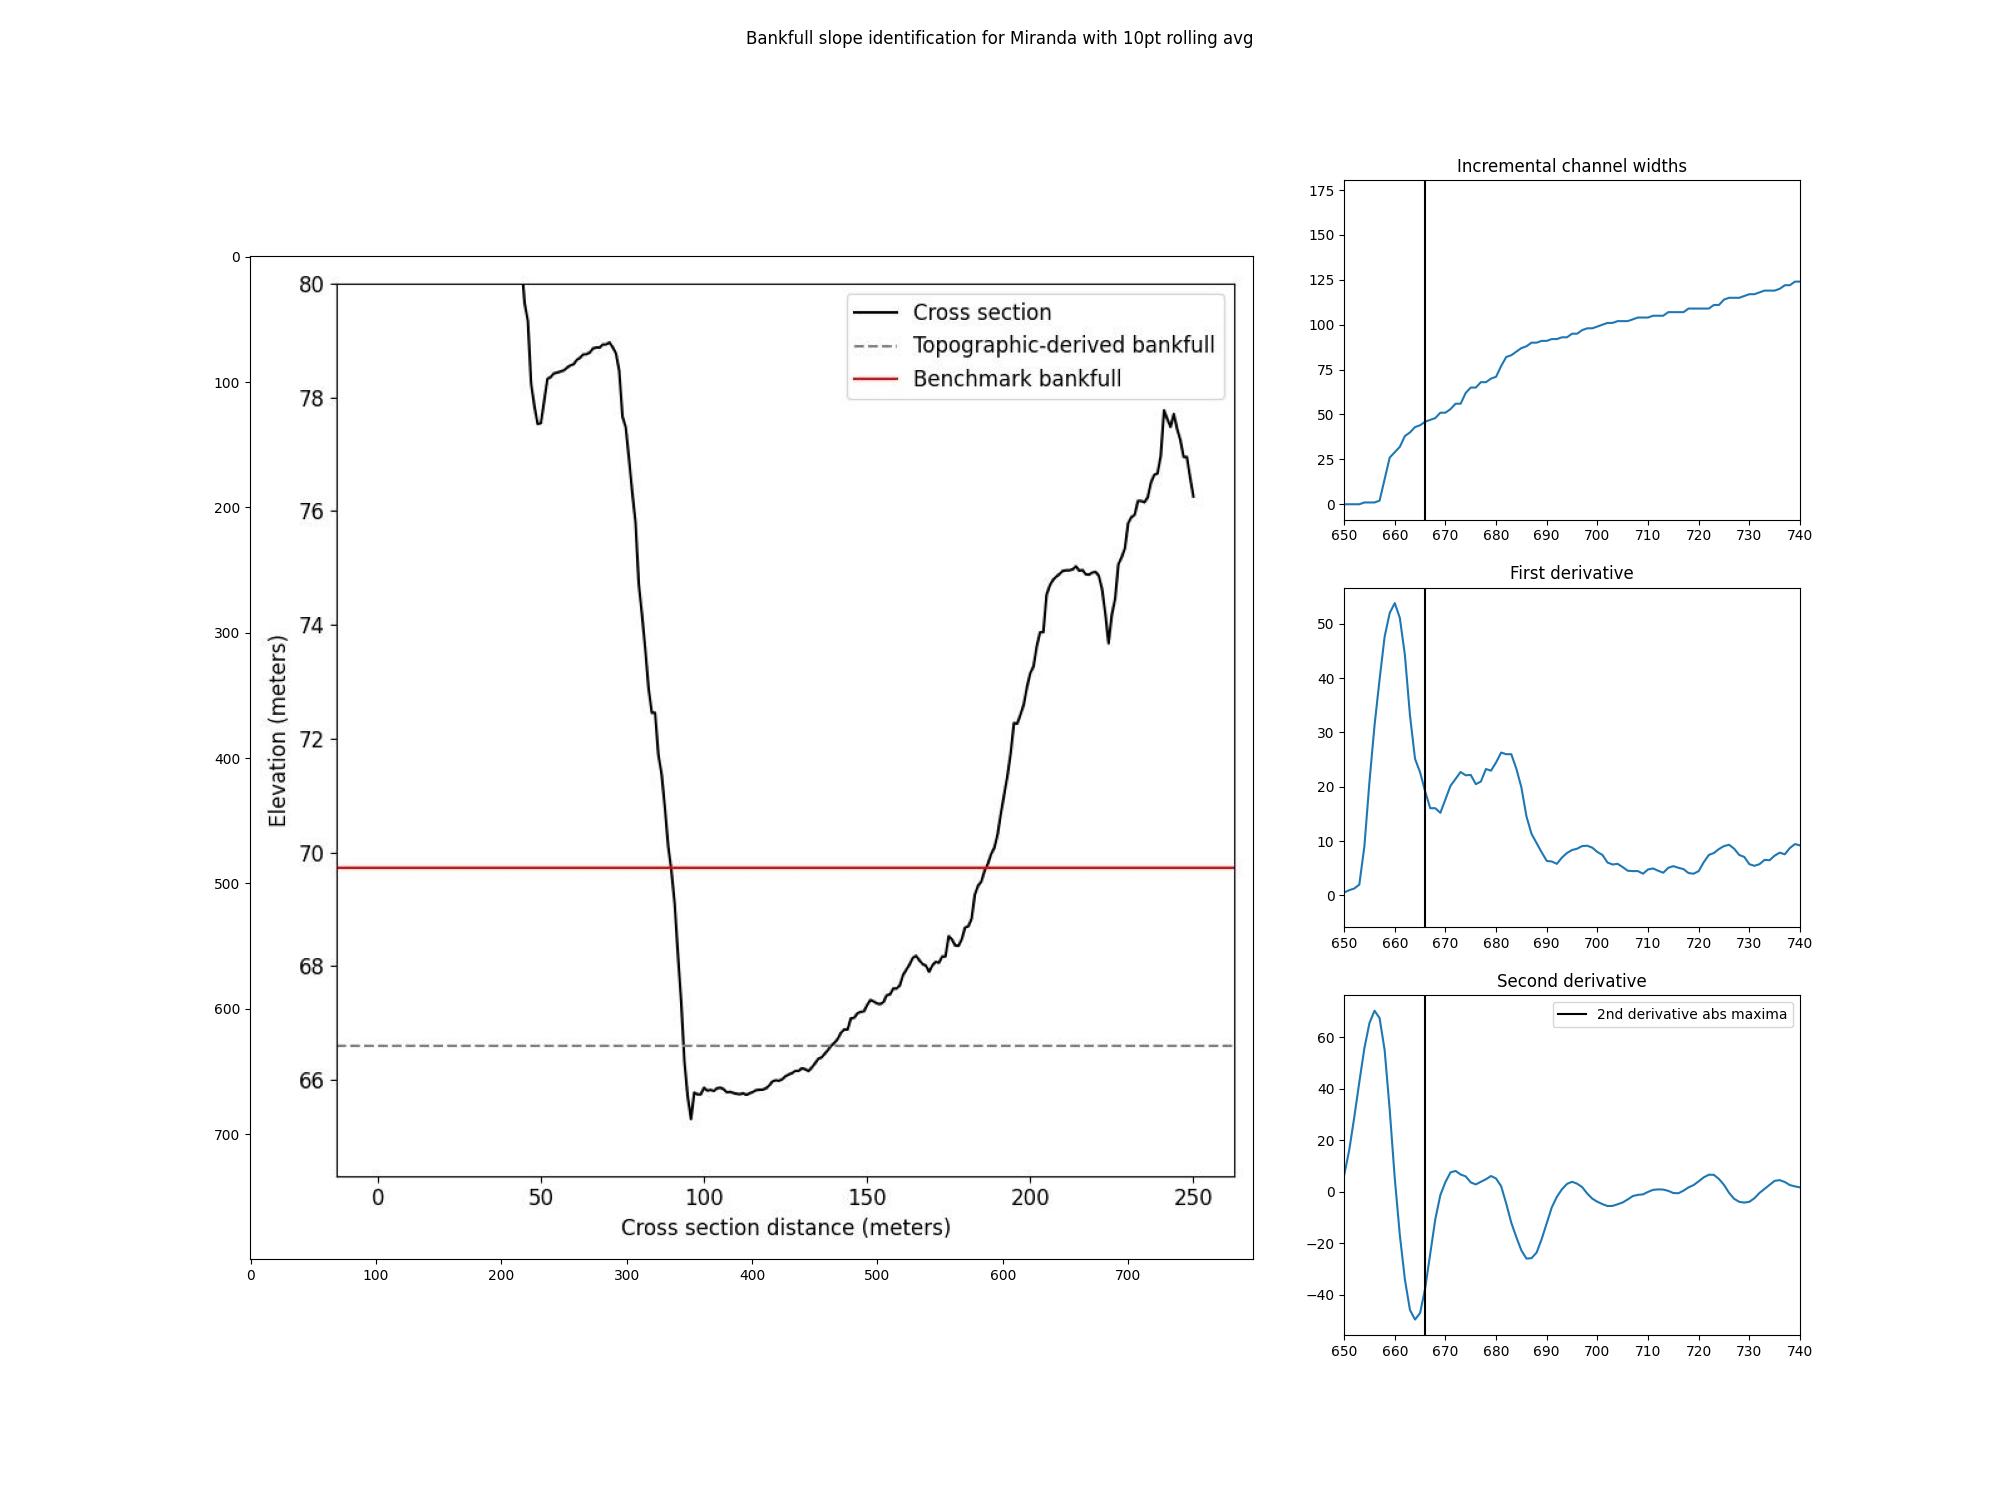 Bankfull slope identification for Miranda with 10pt rolling avg
0
100
200
300
400
500
600
700
Elevation (meters)
80
78
76
74
72
70
68
66
Cross section
Topographic-derived bankfull
Benchmark bankfull
0 50 100 150 200 250
Cross section distance (meters)
0 100 200 300 400 500 600 700
Incremental channel widths
175
150
125
100
75
50
25
0
650 660 670 680 690 700 710 720 730 740
First derivative
50
40
30
20
10
0
650 660 670 680 690 700 710 720 730 740
Second derivative
2nd derivative abs maxima
60
40
20
0
−20
−40
650 660 670 680 690 700 710 720 730 740